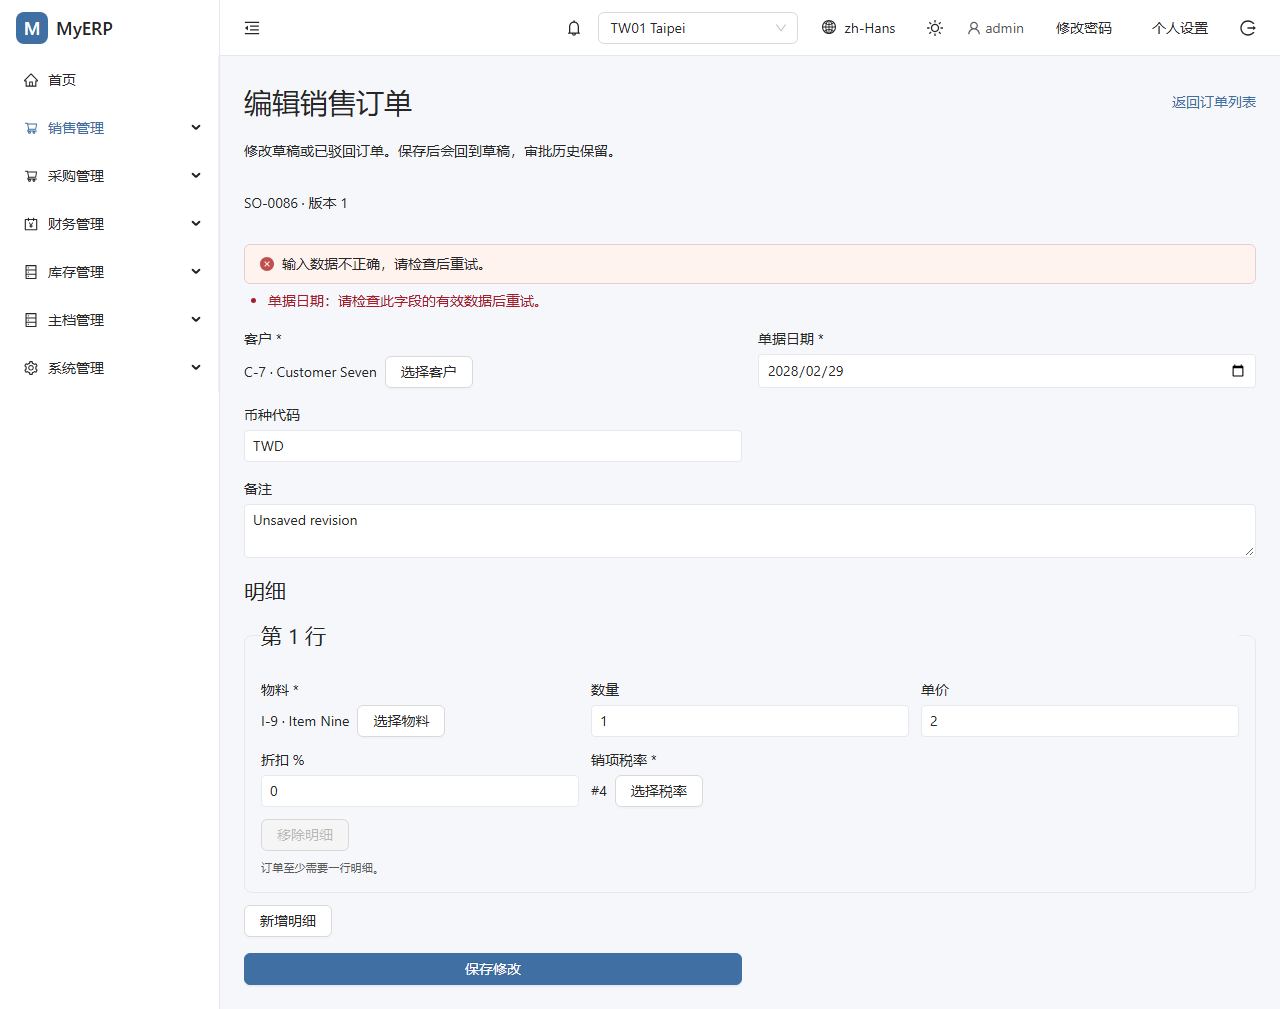 M MyERP
TW01 Taipei
zh-Hans
admin
修改密码
个人设置
首页
销售管理
采购管理
财务管理
库存管理
主档管理
系统管理
编辑销售订单
返回订单列表
修改草稿或已驳回订单。保存后会回到草稿，审批历史保留。
SO-0086 · 版本 1
输入数据不正确，请检查后重试。
单据日期：请检查此字段的有效数据后重试。
客户 *
单据日期 *
C-7 · Customer Seven 选择客户
2028/02/29
币种代码
TWD
备注
Unsaved revision
明细
第 1 行
物料 *
数量
单价
I-9 · Item Nine 选择物料
1
2
折扣 %
销项税率 *
0
#4 选择税率
移除明细
订单至少需要一行明细。
新增明细
保存修改